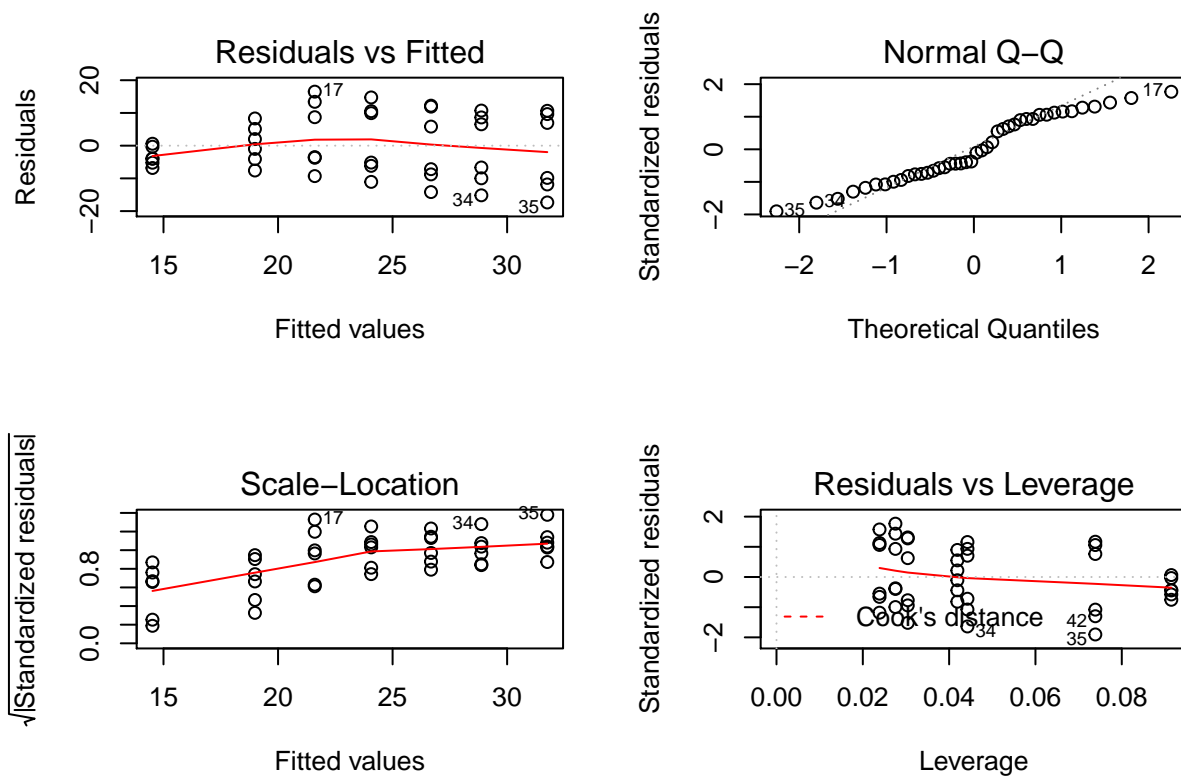 Residuals vs Fitted
Residuals
−20 0 20
17
34
35
15 20 25 30
Fitted values
Normal Q−Q
Standardized residuals
−2 0 2
17
35
34
−2 −1 0 1 2
Theoretical Quantiles
Scale−Location
√|Standardized residuals|
0.0 0.8
17
34
35
15 20 25 30
Fitted values
Residuals vs Leverage
Standardized residuals
−2 0 2
Cook's distance
34
42
35
0.00 0.02 0.04 0.06 0.08
Leverage